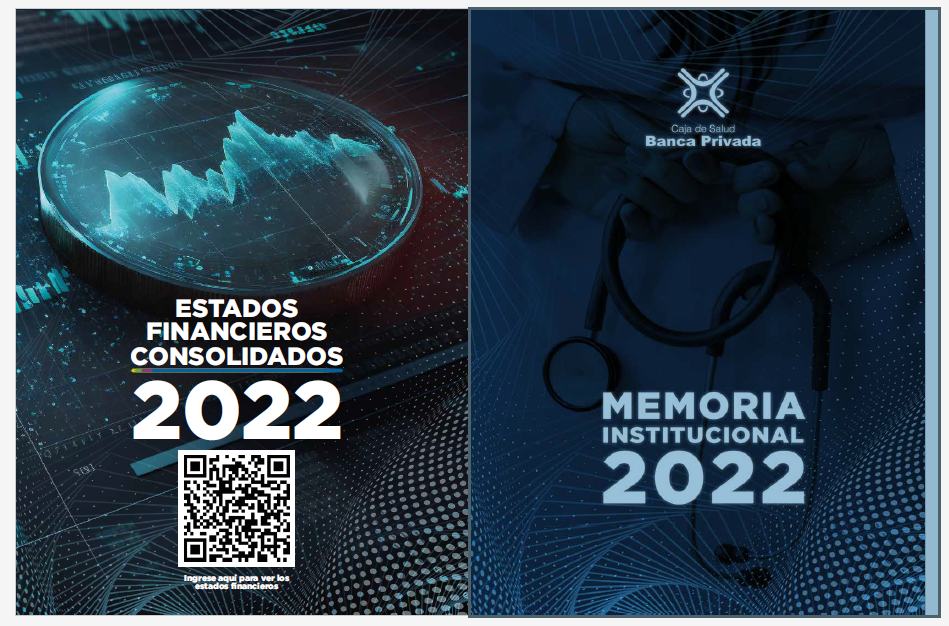 ESTADOS
FINANCIEROS
CONSOLIDADOS
2022
Ingrese aquí para ver los
estados financieros
Caja de Salud
Banca Privada
MEMORIA
INSTITUCIONAL
2022